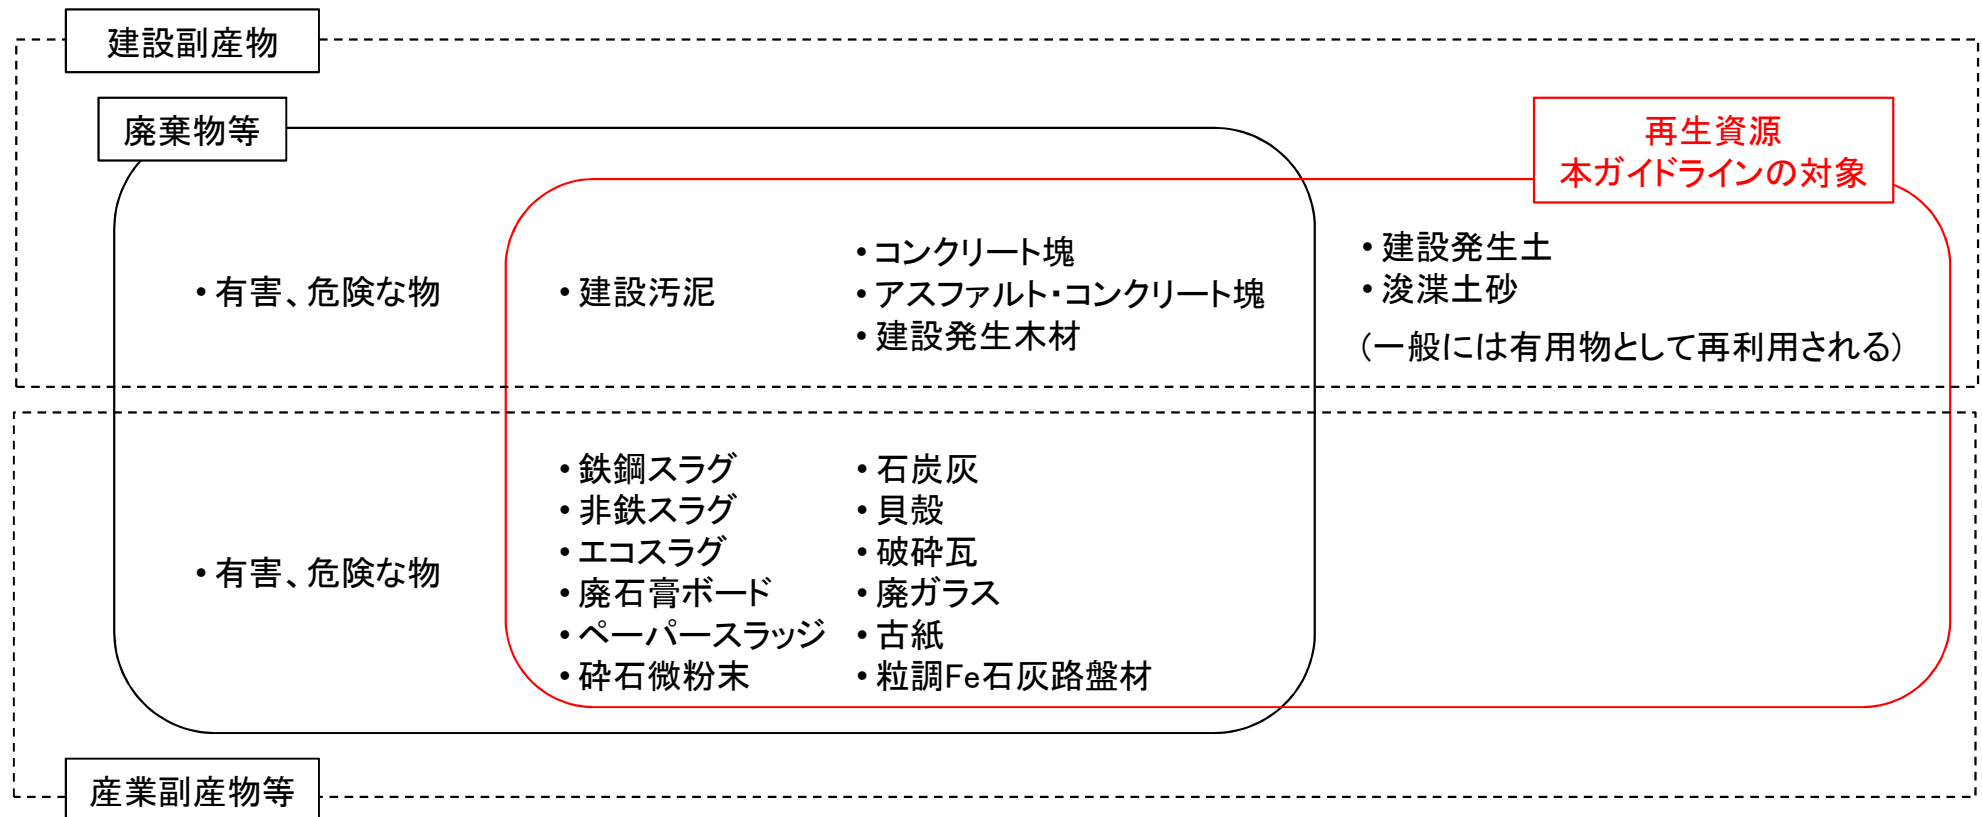 建設副産物
廃棄物等
再生資源
本ガイドラインの対象
・有害、危険な物
・建設汚泥
・コンクリート塊
・アスファルト・コンクリート塊
・建設発生木材
・建設発生土
・浚渫土砂
(一般には有用物として再利用される)
・有害、危険な物
・鉄鋼スラグ
・非鉄スラグ
・エコスラグ
・廃石膏ボード
・ペーパースラッジ
・砕石微粉末
・石炭灰
・貝殻
・破砕瓦
・廃ガラス
・古紙
・粒調Fe石灰路盤材
産業副産物等